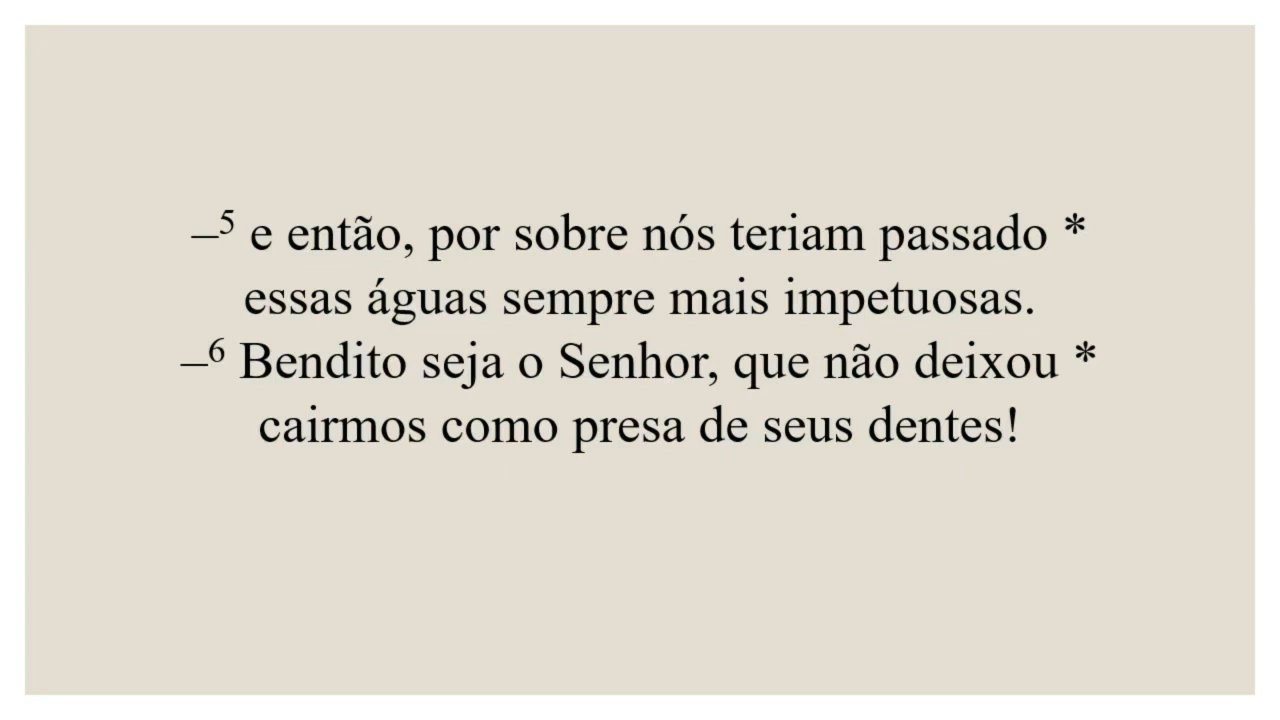 –⁵ e então, por sobre nós teriam passado *
essas águas sempre mais impetuosas.
–⁶ Bendito seja o Senhor, que não deixou *
cairmos como presa de seus dentes!